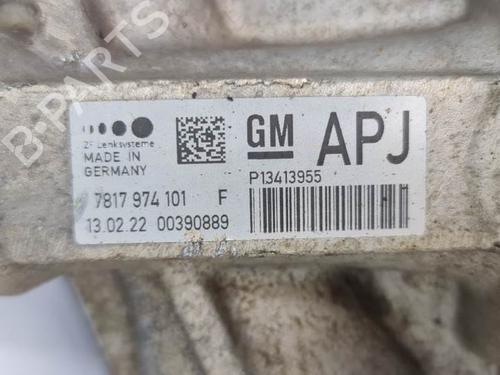 B-PARTS
ZF Lenksysteme
MADE IN
GERMANY
GM
APJ
P13413955
7817 974 101 F
13.02.22 00390889